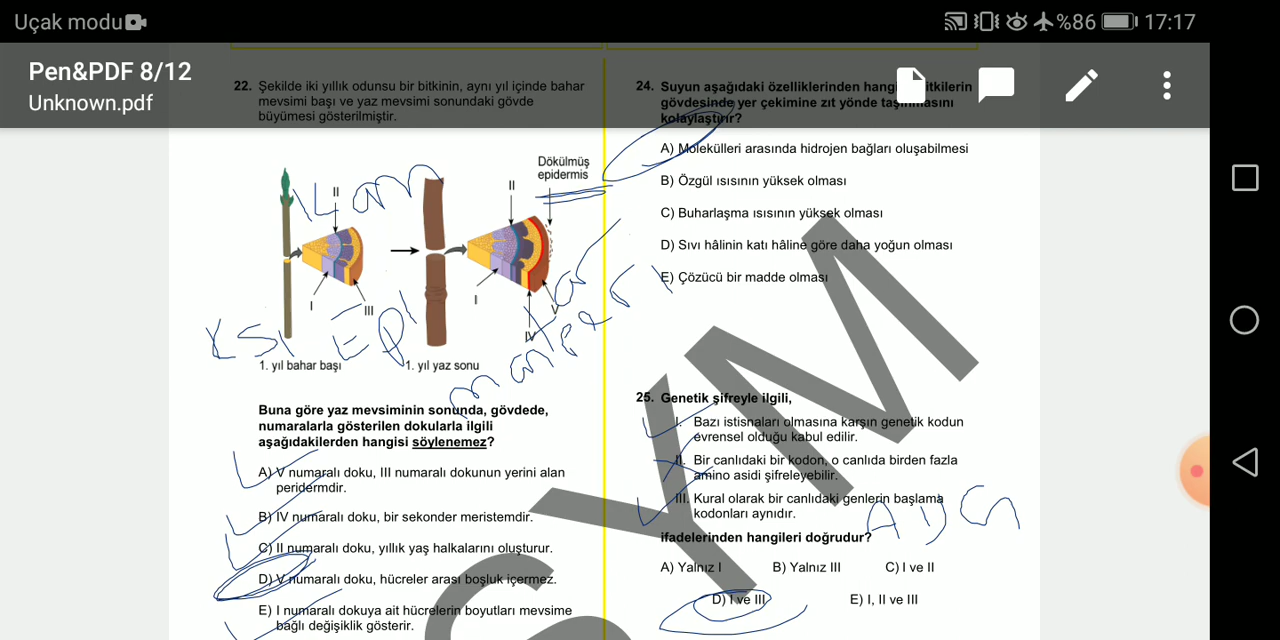 Uçak modu
%86 17:17
Pen&PDF 8/12
Unknown.pdf
22. Şekilde iki yıllık odunsu bir bitkinin, aynı yıl içinde bahar
mevsimi başı ve yaz mevsimi sonundaki gövde
büyümesi gösterilmiştir.
Dökülmüş
epidermis
II
II
I
III
I
V
IV
1. yıl bahar başı
1. yıl yaz sonu
Buna göre yaz mevsiminin sonunda, gövdede,
numaralarla gösterilen dokularla ilgili
aşağıdakilerden hangisi söylenemez?
A) V numaralı doku, III numaralı dokunun yerini alan
peridermdir.
B) IV numaralı doku, bir sekonder meristemdir.
C) II numaralı doku, yıllık yaş halkalarını oluşturur.
D) V numaralı doku, hücreler arası boşluk içermez.
E) I numaralı dokuya ait hücrelerin boyutları mevsime
bağlı değişiklik gösterir.
24. Suyun aşağıdaki özelliklerinden
gövdesinde yer çekimine zıt yönde
kolaylaştırır?
A) Molekülleri arasında hidrojen bağları oluşabilmesi
B) Özgül ısısının yüksek olması
C) Buharlaşma ısısının yüksek olması
D) Sıvı hâlinin katı hâline göre daha yoğun olması
E) Çözücü bir madde olması
25. Genetik şifreyle ilgili,
I. Bazı istisnaları olmasına karşın genetik kodun
evrensel olduğu kabul edilir.
II. Bir canlıdaki bir kodon, o canlıda birden fazla
amino asidi şifreleyebilir.
III. Kural olarak bir canlıdaki genlerin başlama
kodonları aynıdır.
AUG
ifadelerinden hangileri doğrudur?
A) Yalnız I B) Yalnız III C) I ve II
D) I ve III E) I, II ve III
SYM